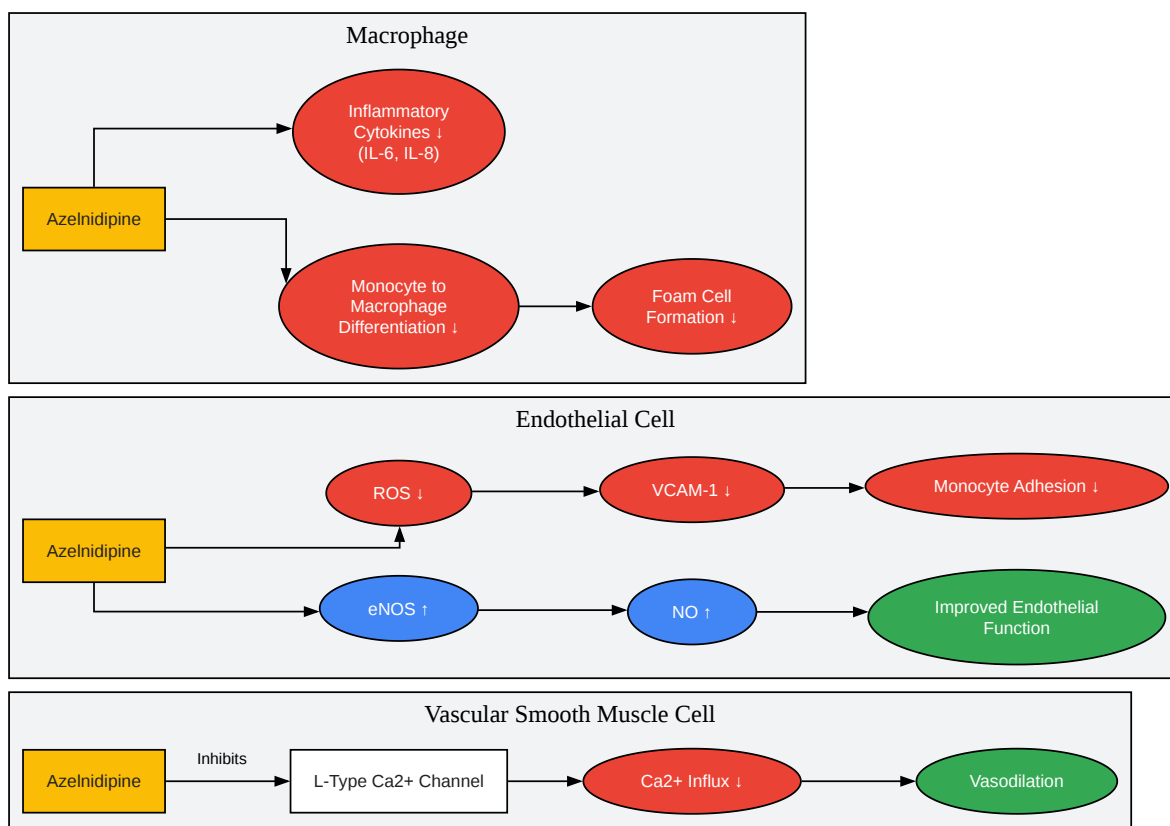 Macrophage
Inflammatory
Cytokines ↓
(IL-6, IL-8)
Azelnidipine
Monocyte to
Macrophage
Differentiation ↓
Foam Cell
Formation ↓
Endothelial Cell
ROS ↓
VCAM-1 ↓
Monocyte Adhesion ↓
Azelnidipine
eNOS ↑
NO ↑
Improved Endothelial
Function
Vascular Smooth Muscle Cell
Azelnidipine
Inhibits
L-Type Ca2+ Channel
Ca2+ Influx ↓
Vasodilation